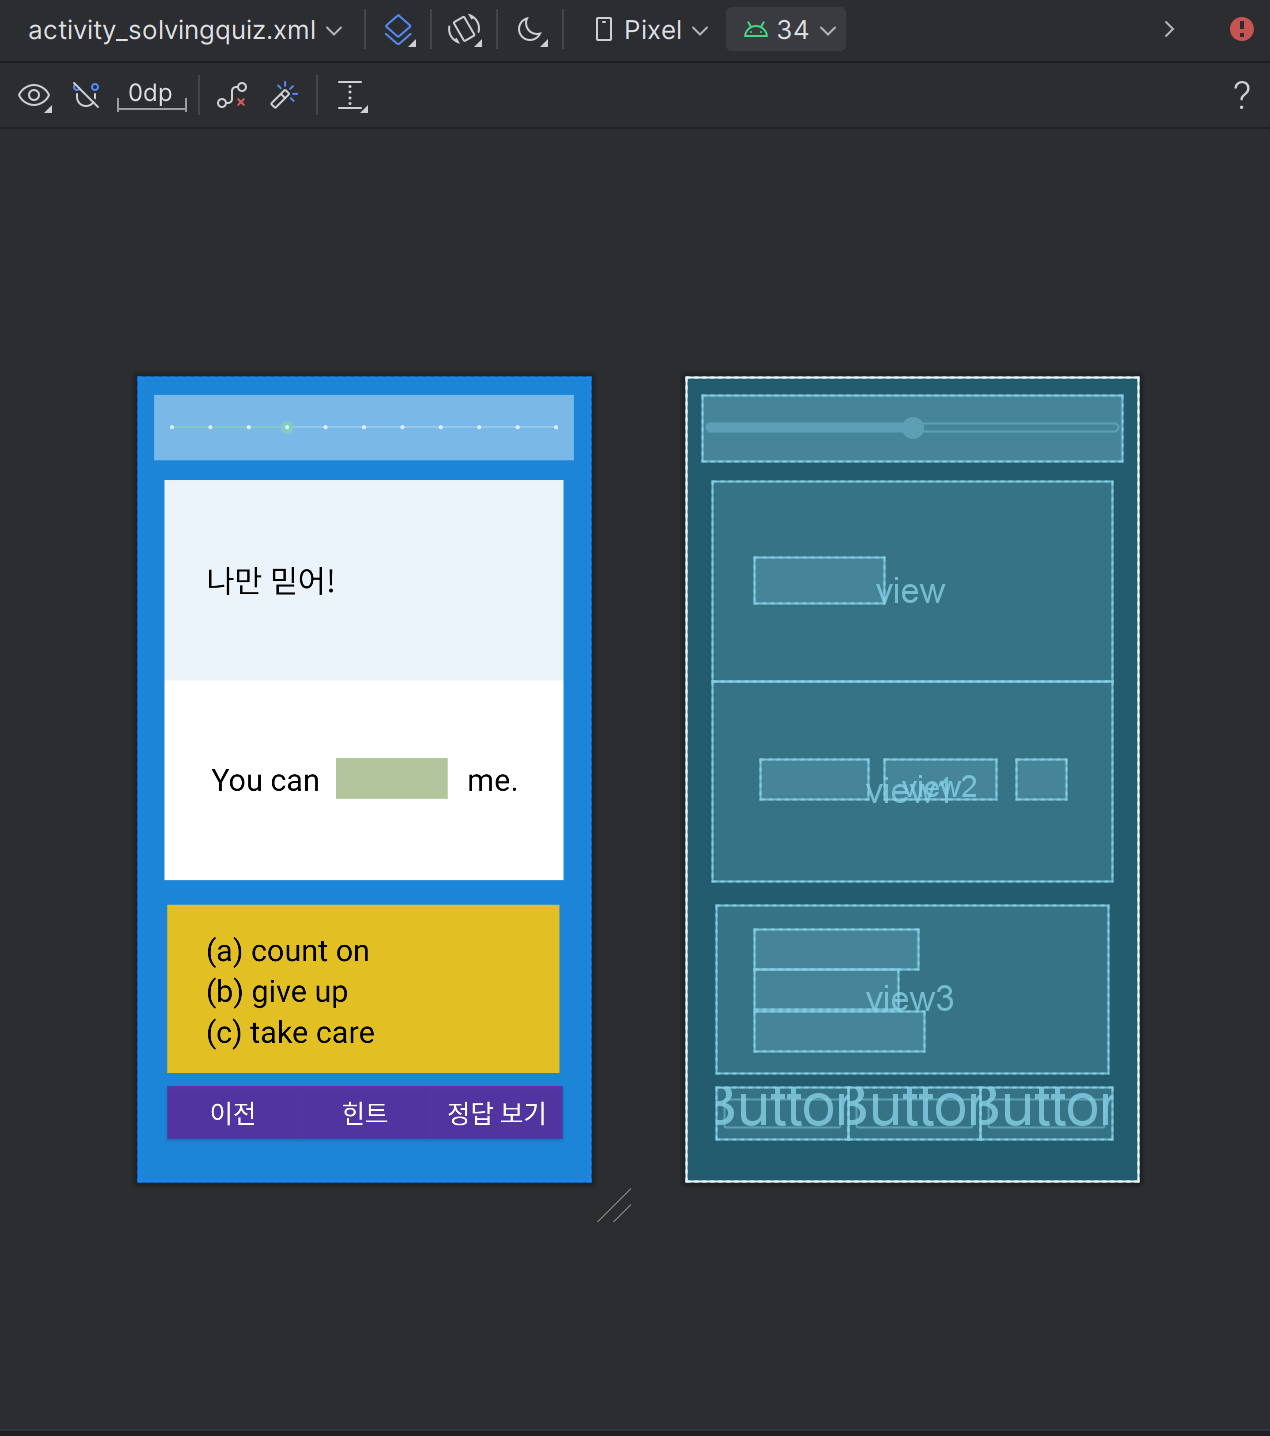 activity_solvingquiz.xml Pixel 34
0dp ?
나만 믿어!
You can me.
(a) count on
(b) give up
(c) take care
이전 힌트 정답 보기
view
view1 view2
view3
Button Button Button